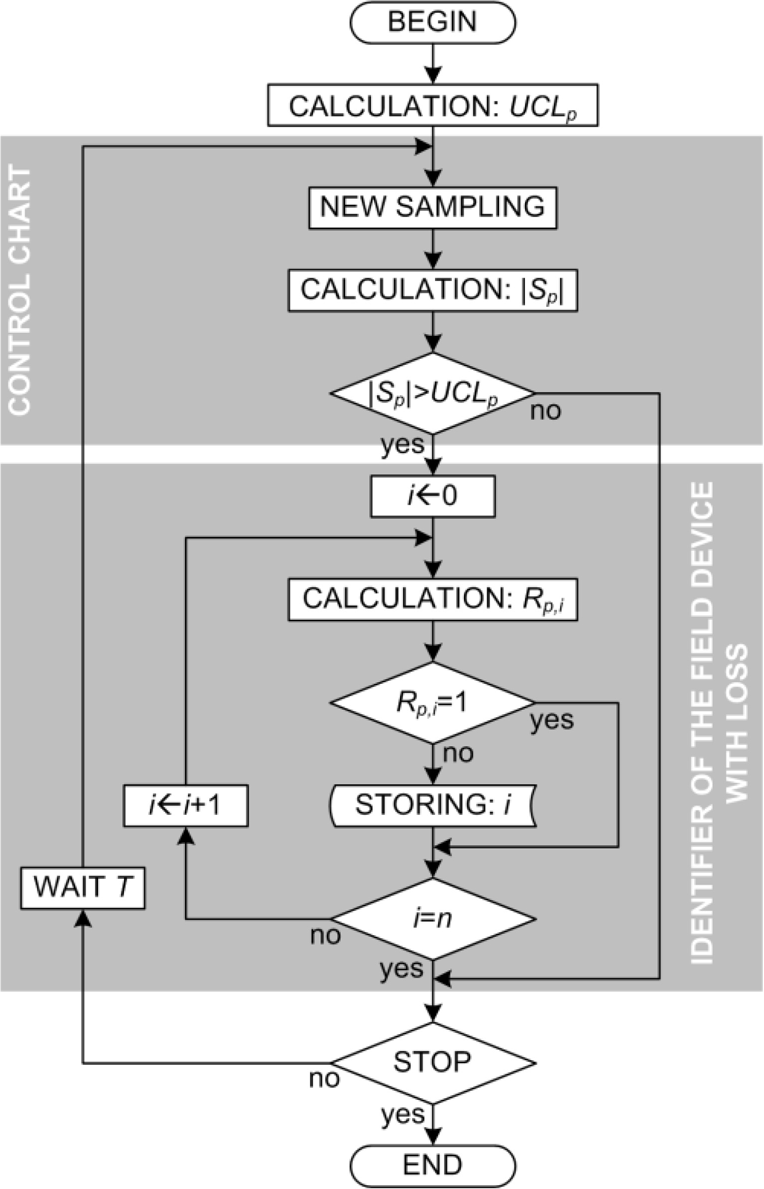 BEGIN
CALCULATION: UCLp
CONTROL CHART
NEW SAMPLING
CALCULATION: |Sp|
|Sp|>UCLp
no
yes
i←0
IDENTIFIER OF THE FIELD DEVICE
WITH LOSS
CALCULATION: Rp,i
Rp,i=1
yes
no
i←i+1
STORING: i
WAIT T
i=n
no
yes
STOP
no
yes
END